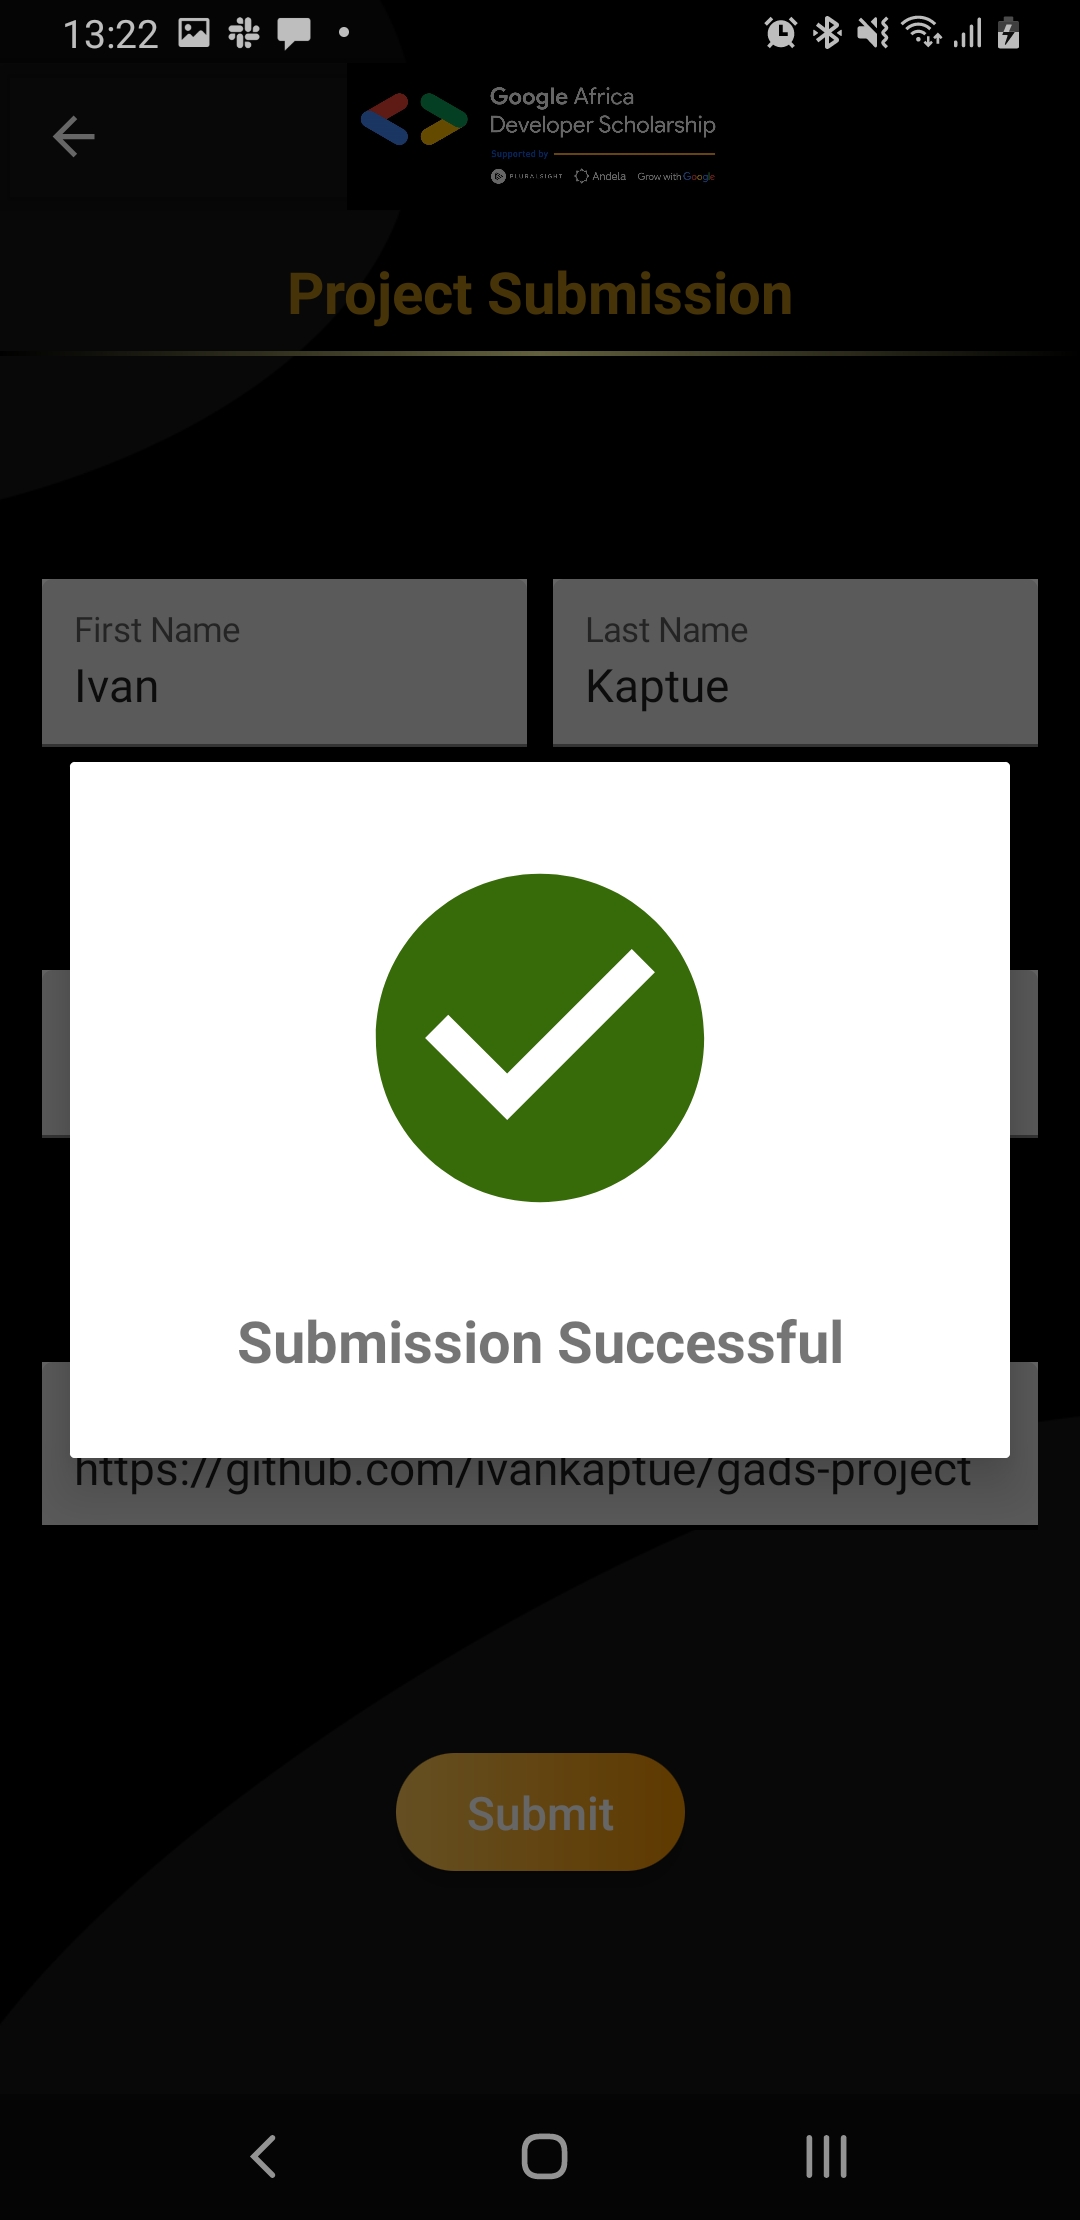 13:22
Google Africa
Developer Scholarship
Supported by
PLURALSIGHT Andela Grow with Google
Project Submission
First Name
Ivan
Last Name
Kaptue
Submission Successful
https://github.com/ivankaptue/gads-project
Submit